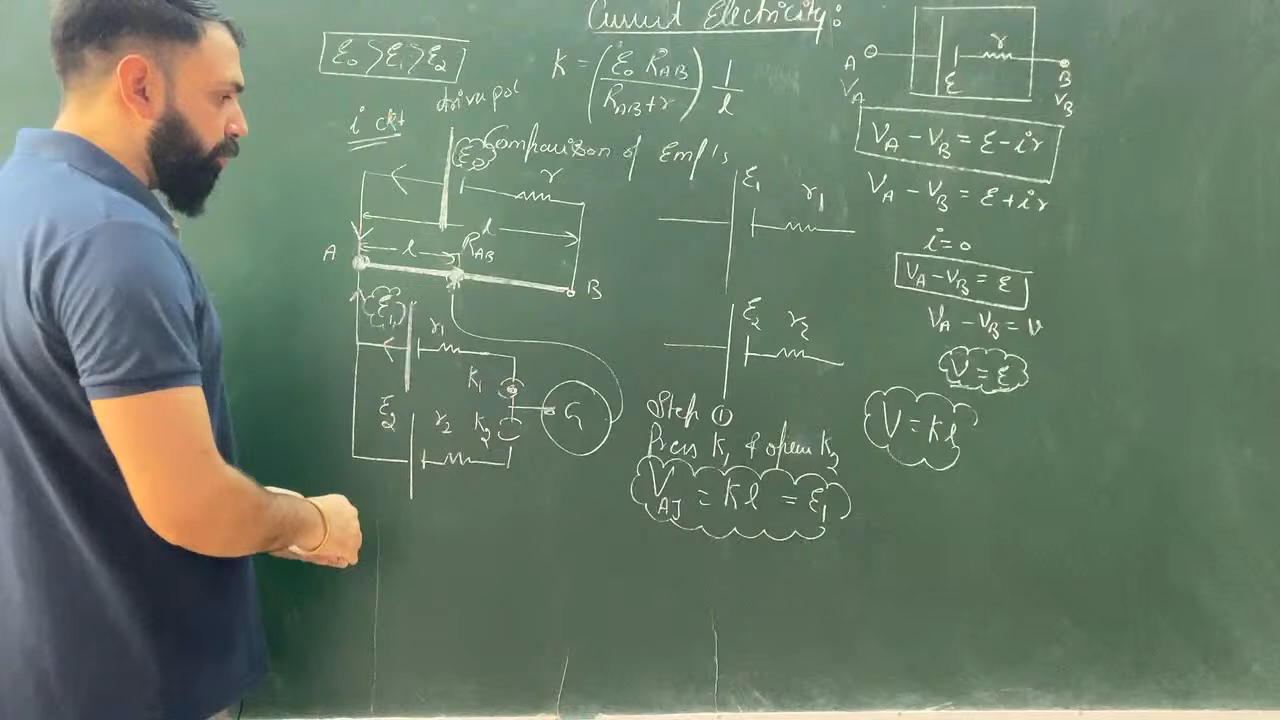 Current Electricity:
ℰ₀ > ℰ₁ > ℰ₂
K = (ℰ₀ R_AB / R_AB + r) 1/l
i ckt
Comparison of Emf's
ℰ₀
r
l
l
R_AB
A
B
ℰ₁
r₁
K₁
ℰ₂
r₂
K₂
G
ℰ₁
r₁
ℰ₂
r₂
Step ①
Press K₁ & open K₂
V_AJ = Kl = ℰ₁
A
V_A
ℰ
r
B
V_B
V_A - V_B = ℰ - ir
V_A - V_B = ℰ + ir
i = 0
V_A - V_B = ℰ
V_A - V_B = V
V = ℰ
V = Kl